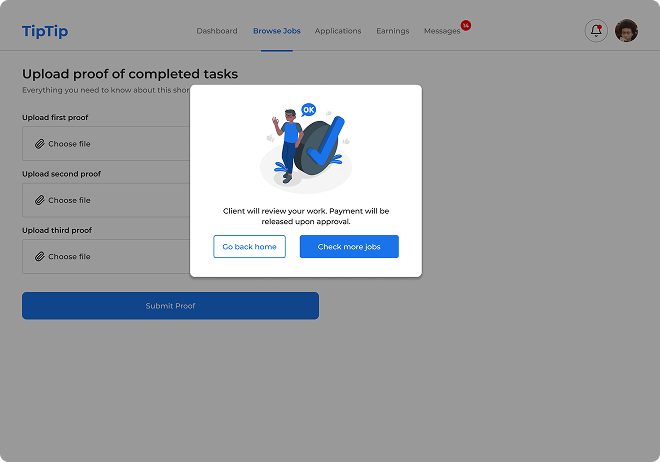 TipTip
Dashboard
Browse Jobs
Applications
Earnings
Messages
14
Upload proof of completed tasks
Everything you need to know about this shor
Upload first proof
Choose file
Upload second proof
Choose file
Upload third proof
Choose file
Submit Proof
OK
Client will review your work. Payment will be
released upon approval.
Go back home
Check more jobs